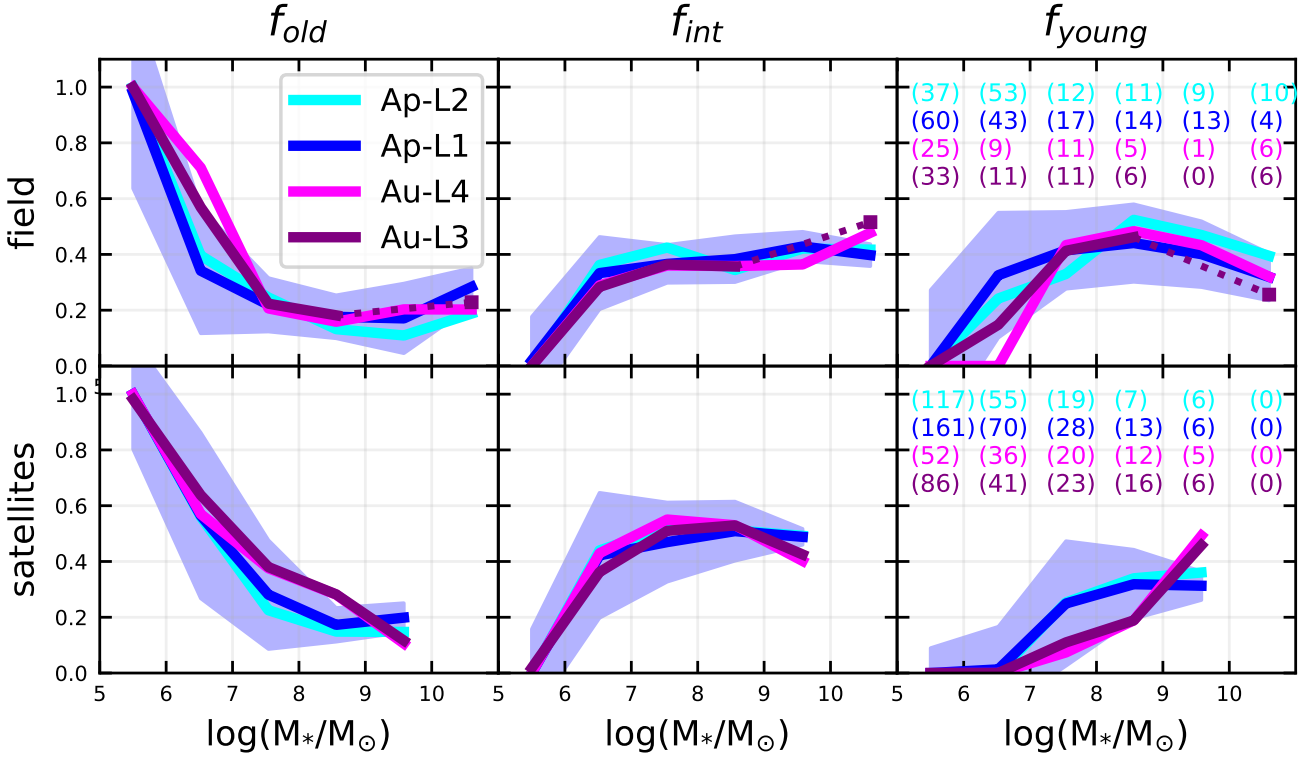 f_old f_int f_young
1.0
0.8
0.6
0.4
0.2
0.0
field
Ap-L2
Ap-L1
Au-L4
Au-L3
(37) (53) (12) (11) (9) (10)
(60) (43) (17) (14) (13) (4)
(25) (9) (11) (5) (1) (6)
(33) (11) (11) (6) (0) (6)
1.0
0.8
0.6
0.4
0.2
0.0
satellites
(117) (55) (19) (7) (6) (0)
(161) (70) (28) (13) (6) (0)
(52) (36) (20) (12) (5) (0)
(86) (41) (23) (16) (6) (0)
5 6 7 8 9 10 5 6 7 8 9 10 5 6 7 8 9 10
log(M*/M⊙) log(M*/M⊙) log(M*/M⊙)